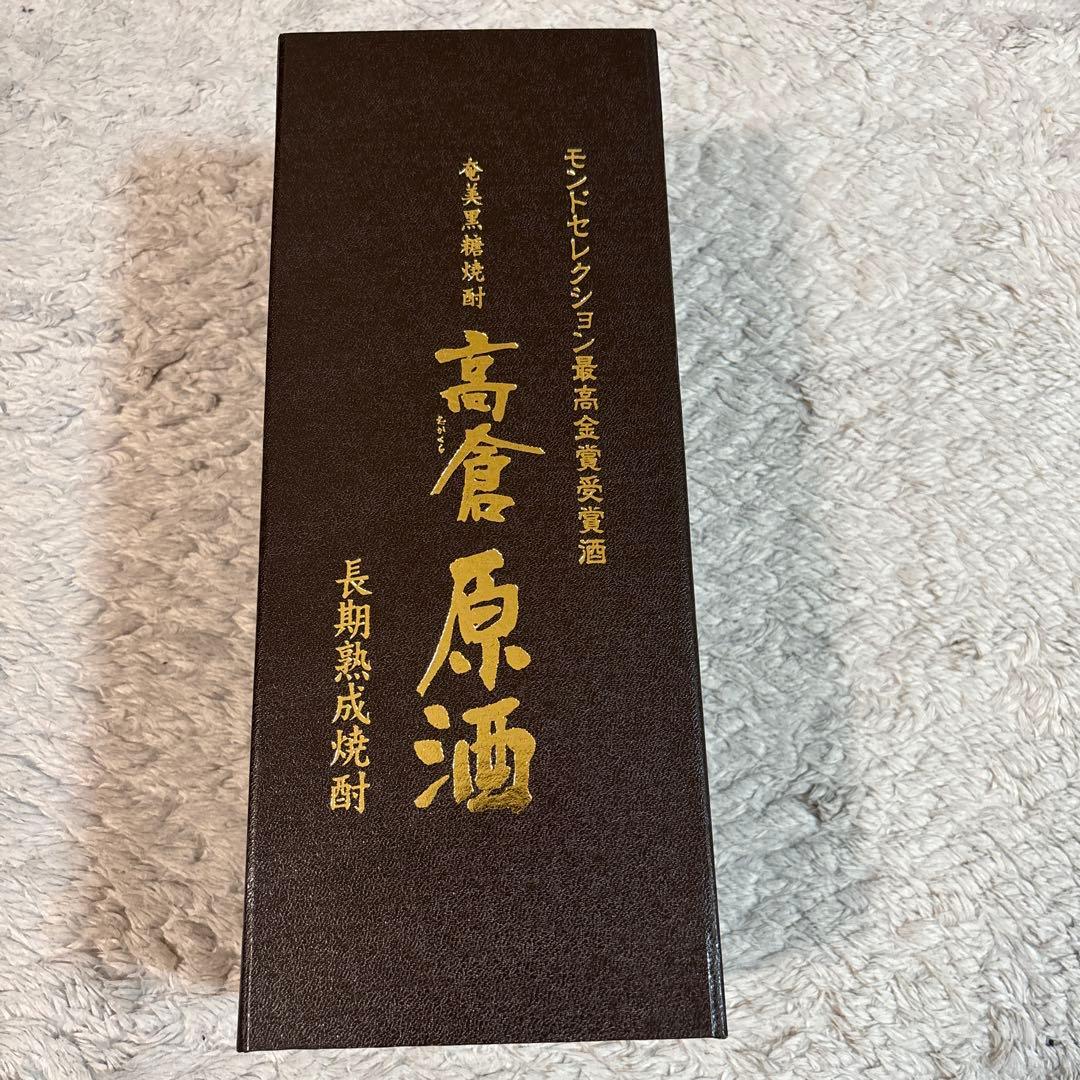 モンドセレクション最高金賞受賞酒
奄美黒糖焼酎
高倉原酒
たかくら
長期熟成焼酎